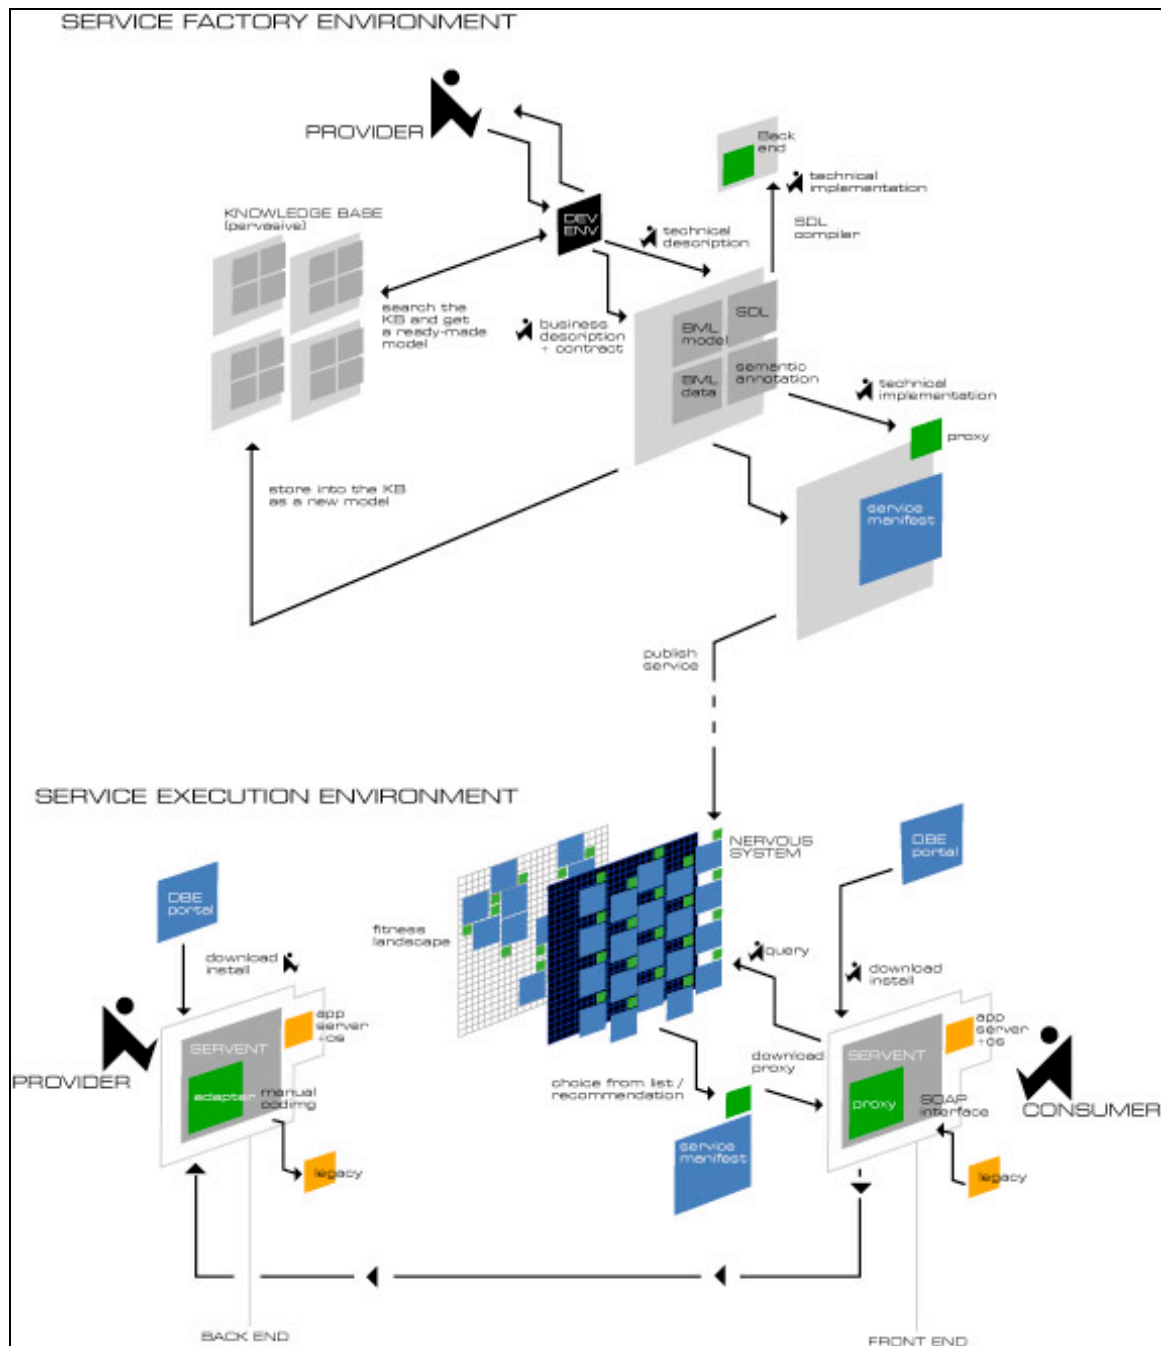 SERVICE FACTORY ENVIRONMENT
PROVIDER
Back
end
technical
implementation
SDL
compiler
KNOWLEDGE BASE
(pervasive)
DEV
ENV
technical
description
search the
KB and get
a ready-made
model
business
description
+ contract
BML
model
SDL
BML
data
semantic
annotation
technical
implementation
proxy
service
manifest
store into the KB
as a new model
publish
service
SERVICE EXECUTION ENVIRONMENT
NERVOUS
SYSTEM
DBE
portal
DBE
portal
fitness
landscape
download
install
query
download
install
app
server
+os
SERVENT
adapter
manual
codimg
PROVIDER
legacy
choice from list /
recommendation
download
proxy
service
manifest
app
server
+os
SERVENT
proxy
SOAP
interface
CONSUMER
legacy
BACK END
FRONT END